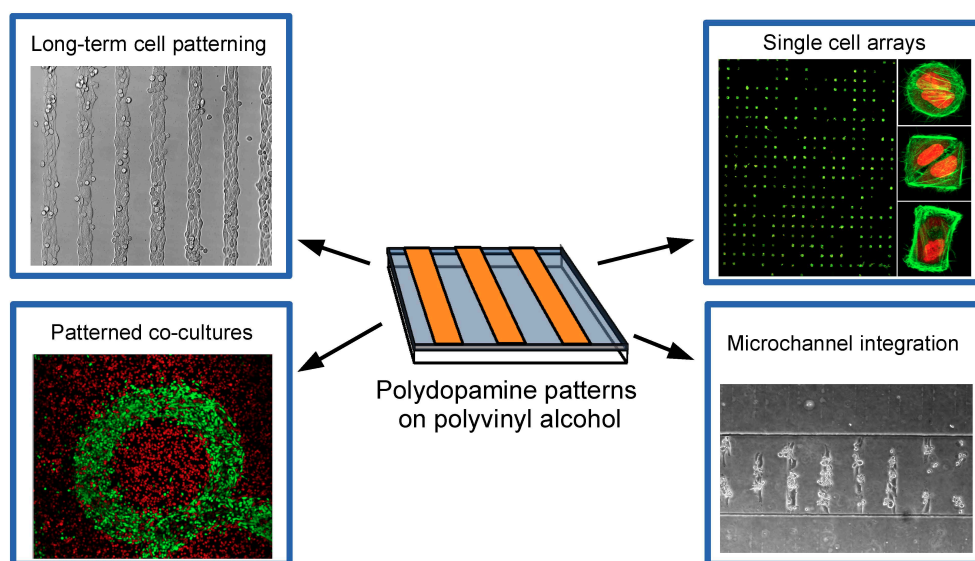 Long-term cell patterning
Single cell arrays
Patterned co-cultures
Microchannel integration
Polydopamine patterns
on polyvinyl alcohol